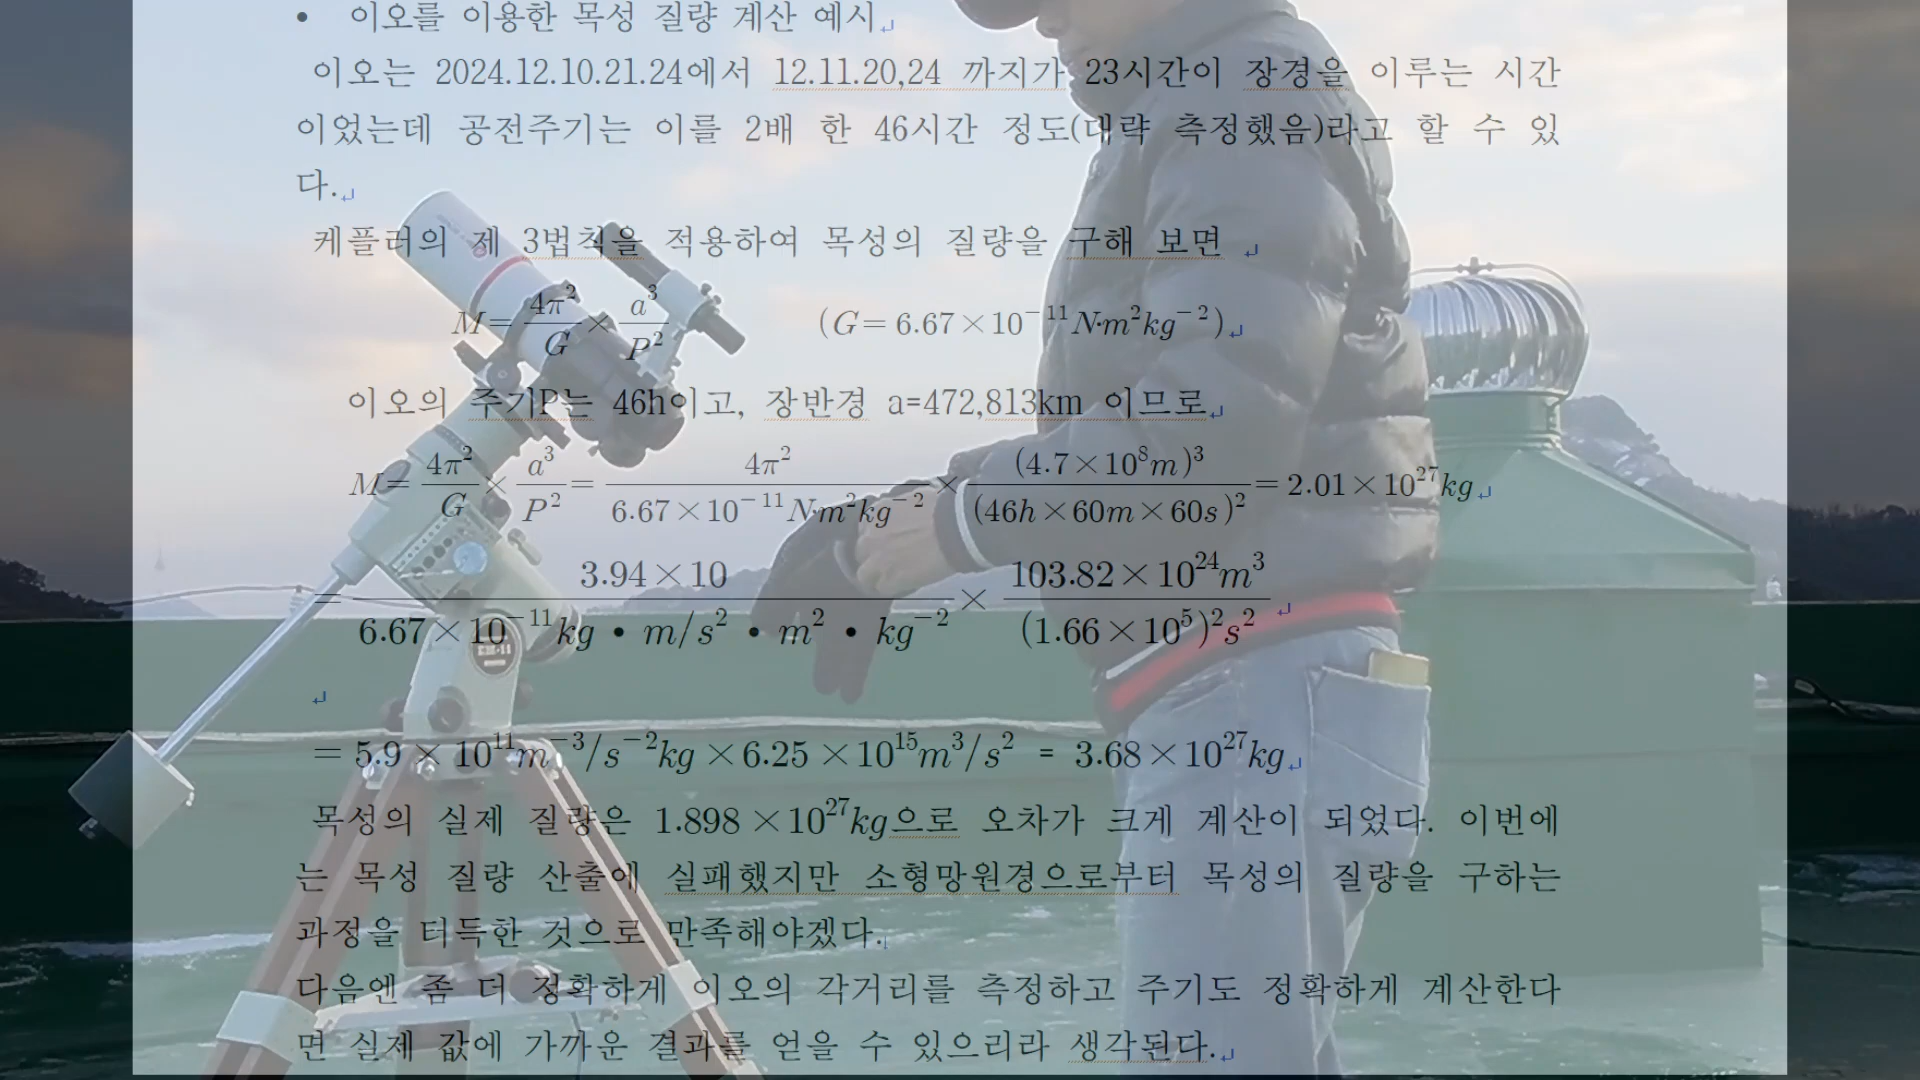 • 이오를 이용한 목성 질량 계산 예시
이오는 2024.12.10.21.24에서 12.11.20,24 까지가 23시간이 장경을 이루는 시간
이었는데 공전주기는 이를 2배 한 46시간 정도(대략 측정했음)라고 할 수 있
다.
케플러의 제 3법칙을 적용하여 목성의 질량을 구해 보면
M = 4π²/G × a³/P² (G = 6.67×10⁻¹¹N·m²kg⁻²)
이오의 주기P는 46h이고, 장반경 a=472,813km 이므로
M = 4π²/G × a³/P² = 4π²/(6.67×10⁻¹¹N·m²kg⁻²) × (4.7×10⁸m)³/(46h×60m×60s)² = 2.01×10²⁷kg
= 3.94×10/(6.67×10⁻¹¹kg • m/s² • m² • kg⁻²) × 103.82×10²⁴m³/(1.66×10⁵)²s²
= 5.9×10¹¹m⁻³/s⁻²kg × 6.25×10¹⁵m³/s² = 3.68×10²⁷kg
목성의 실제 질량은 1.898×10²⁷kg으로 오차가 크게 계산이 되었다. 이번에
는 목성 질량 산출에 실패했지만 소형망원경으로부터 목성의 질량을 구하는
과정을 터득한 것으로 만족해야겠다.
다음엔 좀 더 정확하게 이오의 각거리를 측정하고 주기도 정확하게 계산한다
면 실제 값에 가까운 결과를 얻을 수 있으리라 생각된다.